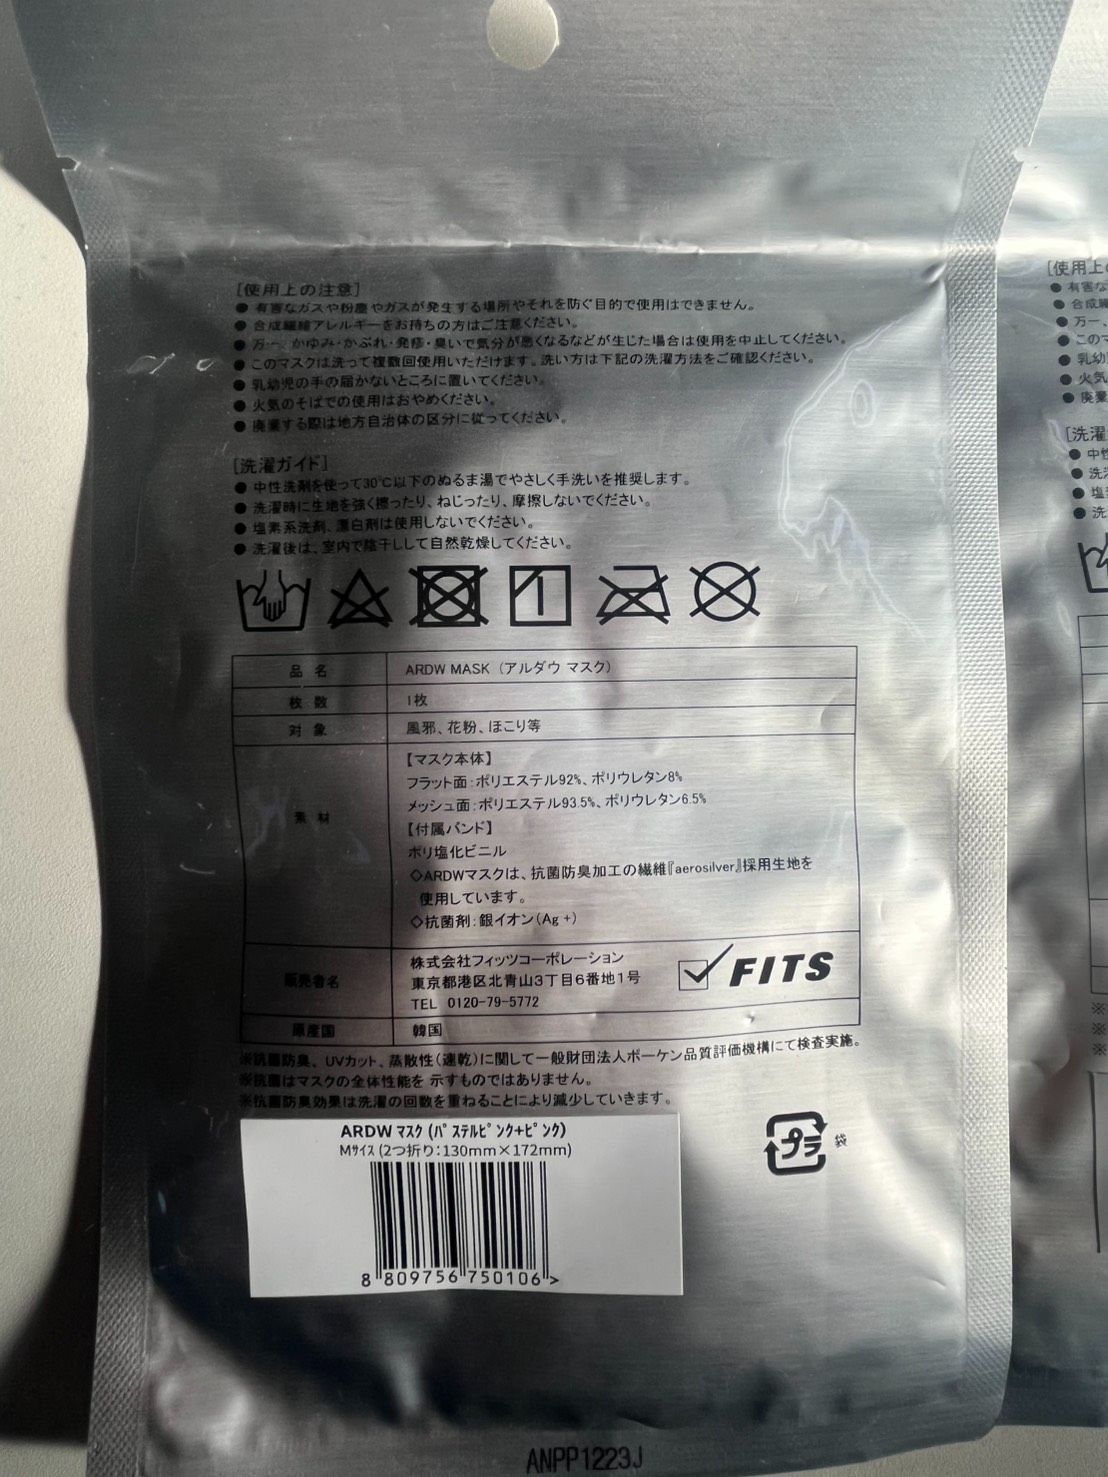 [使用上の注意]
● 有害なガスや粉塵やガスが発生する場所やそれを防ぐ目的で使用はできません。
● 合成繊維アレルギーをお持ちの方はご注意ください。
● 万一、かゆみ・かぶれ・発疹・臭いで気分が悪くなるなどが生じた場合は使用を中止してください。
● このマスクは洗って複数回使用いただけます。洗い方は下記の洗濯方法をご確認ください。
● 乳幼児の手の届かないところに置いてください。
● 火気のそばでの使用はおやめください。
● 廃棄する際は地方自治体の区分に従ってください。
[洗濯ガイド]
● 中性洗剤を使って30℃以下のぬるま湯でやさしく手洗いを推奨します。
● 洗濯時に生地を強く擦ったり、ねじったり、摩擦しないでください。
● 塩素系洗剤、漂白剤は使用しないでください。
● 洗濯後は、室内で陰干しして自然乾燥してください。
品名 ARDW MASK (アルダウ マスク)
枚数 1枚
対象 風邪、花粉、ほこり等
素材 【マスク本体】
フラット面:ポリエステル92%、ポリウレタン8%
メッシュ面:ポリエステル93.5%、ポリウレタン6.5%
【付属バンド】
ポリ塩化ビニル
◇ARDWマスクは、抗菌防臭加工の繊維『aerosilver』採用生地を
使用しています。
◇抗菌剤:銀イオン(Ag +)
販売者名 株式会社フィッツコーポレーション
東京都港区北青山3丁目6番地1号
TEL 0120-79-5772
FITS
原産国 韓国
※抗菌防臭、UVカット、蒸散性(速乾)に関して一般財団法人ボーケン品質評価機構にて検査実施。
※抗菌はマスクの全体性能を 示すものではありません。
※抗菌防臭効果は洗濯の回数を重ねることにより減少していきます。
ARDW マスク (パステルピンク+ピンク)
Mサイズ (2つ折り:130mm×172mm)
8 809756 750106 >
プラ 袋
ANPP1223J
[使用上の
● 有害な
● 合成繊
● 万一、
● このマ
● 乳幼
● 火気
● 廃棄
[洗濯
● 中性
● 洗
● 塩
● 洗
※
※
※